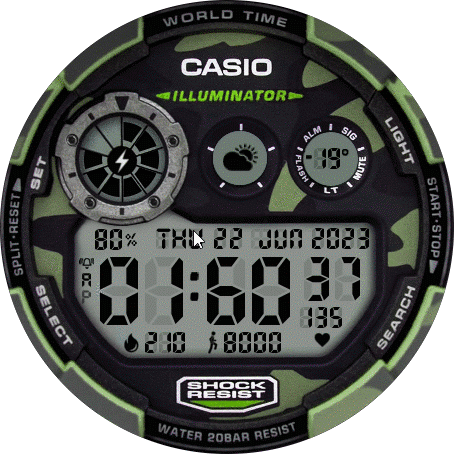 WORLD TIME
CASIO
ILLUMINATOR
ALM
SIG
FLASH
-19°
MUTE
LT
LIGHT
SET
SPLIT·RESET
START·STOP
80% THU 22 JUN 2023
A
P
01:60 37
135
210 8000
SELECT
SEARCH
SHOCK
RESIST
WATER 20BAR RESIST